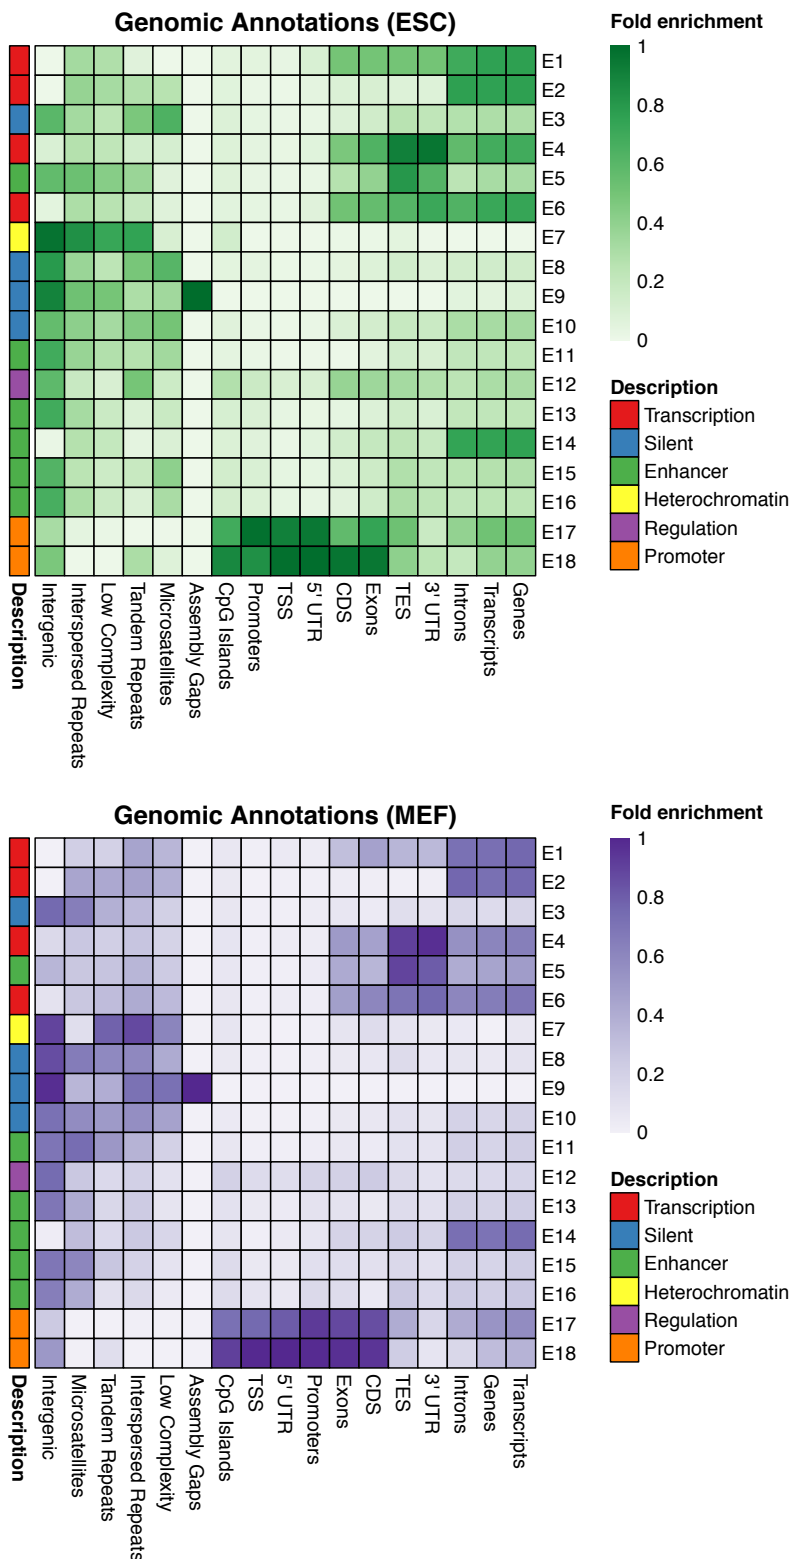 Genomic Annotations (ESC)
Fold enrichment
1
0.8
0.6
0.4
0.2
0
E1
E2
E3
E4
E5
E6
E7
E8
E9
E10
E11
E12
E13
E14
E15
E16
E17
E18
Description
Transcription
Silent
Enhancer
Heterochromatin
Regulation
Promoter
Description
Intergenic
Interspersed Repeats
Low Complexity
Tandem Repeats
Microsatellites
Assembly Gaps
CpG Islands
Promoters
TSS
5' UTR
CDS
Exons
TES
3' UTR
Introns
Transcripts
Genes
Genomic Annotations (MEF)
Fold enrichment
1
0.8
0.6
0.4
0.2
0
E1
E2
E3
E4
E5
E6
E7
E8
E9
E10
E11
E12
E13
E14
E15
E16
E17
E18
Description
Transcription
Silent
Enhancer
Heterochromatin
Regulation
Promoter
Description
Intergenic
Microsatellites
Tandem Repeats
Interspersed Repeats
Low Complexity
Assembly Gaps
CpG Islands
TSS
5' UTR
Promoters
Exons
CDS
TES
3' UTR
Introns
Genes
Transcripts